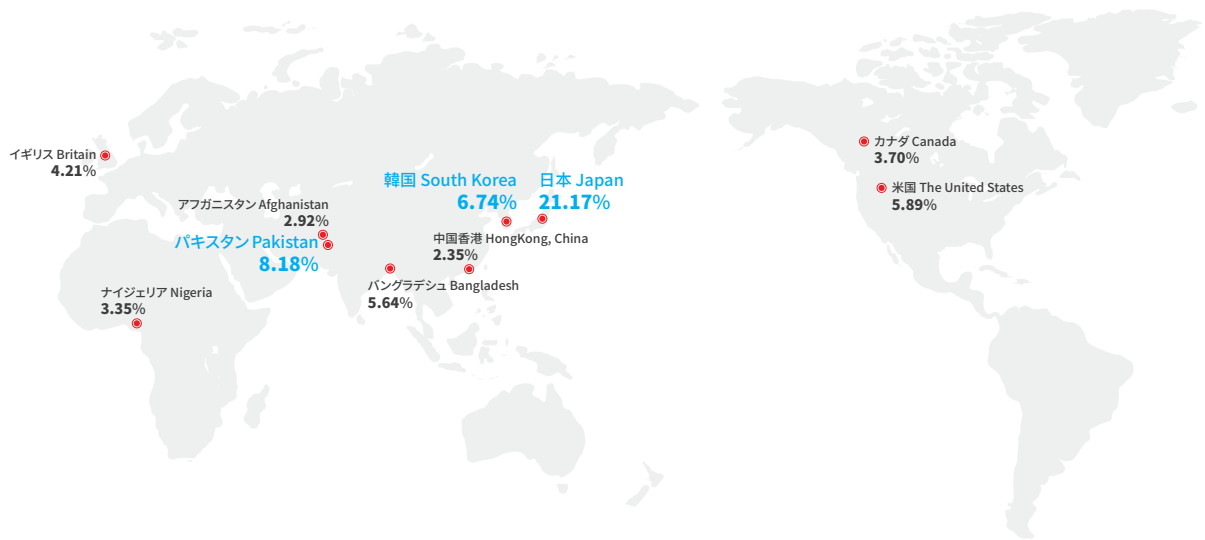 イギリス Britain
4.21%
アフガニスタン Afghanistan
2.92%
パキスタン Pakistan
8.18%
ナイジェリア Nigeria
3.35%
韓国 South Korea
6.74%
日本 Japan
21.17%
中国香港 HongKong, China
2.35%
バングラデシュ Bangladesh
5.64%
カナダ Canada
3.70%
米国 The United States
5.89%